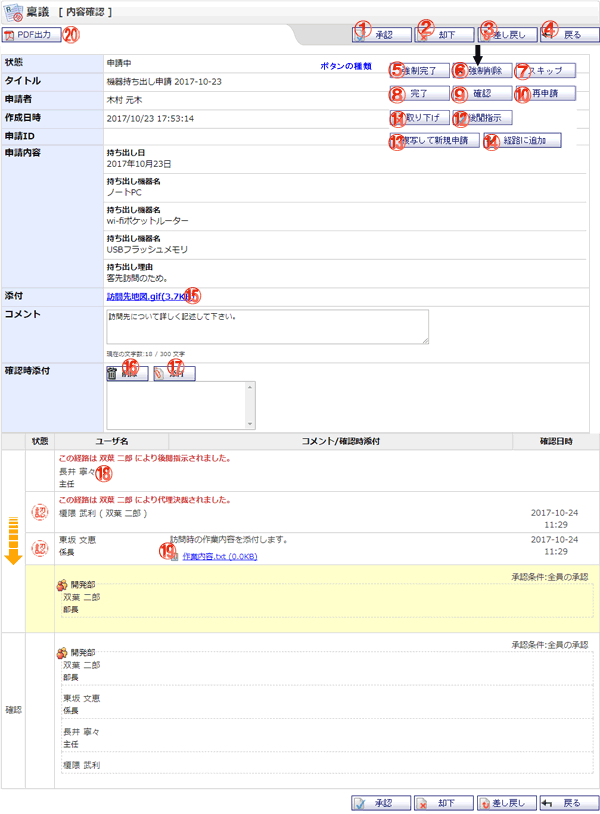 稟議 [ 内容確認 ]
PDF出力 ⑳ ① 承認 ② 却下 ③ 差し戻し ④ 戻る
状態 申請中
ボタンの種類 ⑤ 強制完了 ⑥ 強制削除 ⑦ スキップ
タイトル 機器持ち出し申請 2017-10-23
⑧ 完了 ⑨ 確認 ⑩ 再申請
申請者 木村 元木
作成日時 2017/10/23 17:53:14
⑪ 取り下げ ⑫ 後閲指示
申請ID
⑬ 複写して新規申請 ⑭ 経路に追加
申請内容 持ち出し日
2017年10月23日
持ち出し機器名
ノートPC
持ち出し機器名
wi-fiポケットルーター
持ち出し機器名
USBフラッシュメモリ
持ち出し理由
客先訪問のため。
添付 訪問先地図.gif(3.7KB) ⑮
コメント 訪問先について詳しく記述して下さい。
現在の文字数:18 / 300 文字
確認時添付 ⑯ 削除 ⑰ 添付
状態 ユーザ名 コメント/確認時添付 確認日時
この経路は 双葉 二郎 により後閲指示されました。
長井 寧々 ⑱
主任
この経路は 双葉 二郎 により代理決裁されました。
認 檀隈 武利 ( 双葉 二郎 ) 2017-10-24
11:29
認 東坂 文恵 訪問時の作業内容を添付します。 2017-10-24
係長 ⑲ 作業内容.txt (0.0KB) 11:29
承認条件:全員の承認
開発部
双葉 二郎
部長
承認条件:全員の承認
開発部
双葉 二郎
部長
東坂 文恵
係長
確認
長井 寧々
主任
檀隈 武利
承認 却下 差し戻し 戻る